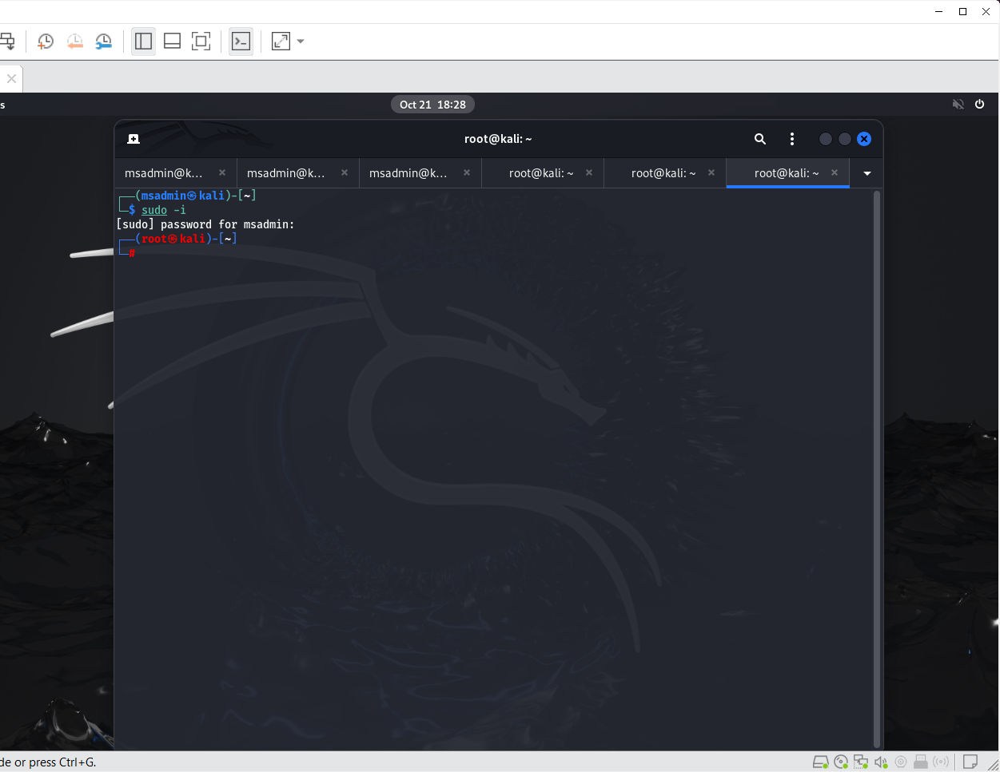 s
Oct 21 18:28
root@kali: ~
msadmin@k...
msadmin@k...
msadmin@k...
root@kali: ~
root@kali: ~
root@kali: ~
(msadmin㉿kali)-[~]
$ sudo -i
[sudo] password for msadmin:
(root㉿kali)-[~]
#
de or press Ctrl+G.